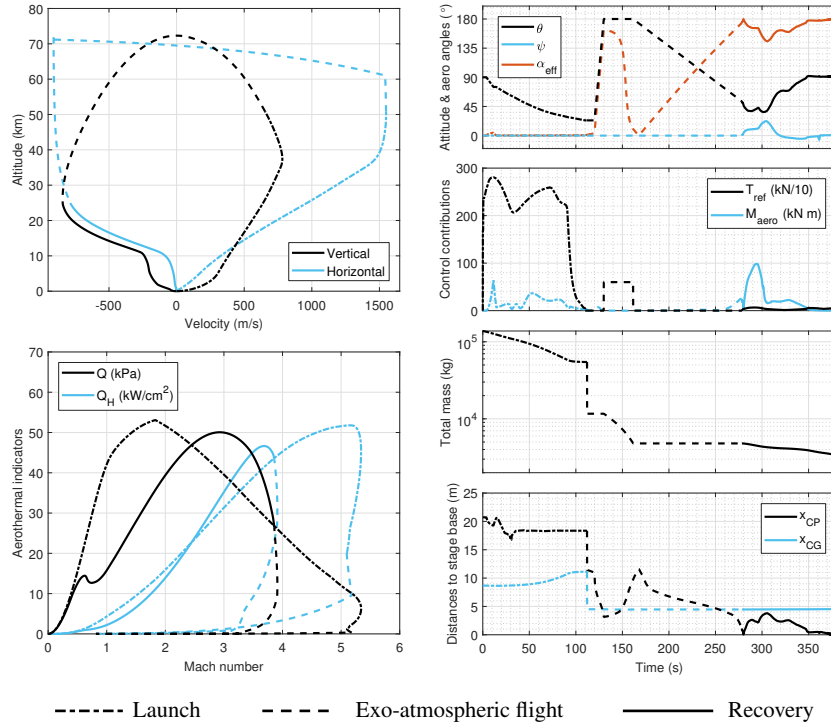 80
70
60
50
40
30
20
10
0
Altitude (km)
-500
0
500
1000
1500
Velocity (m/s)
Vertical
Horizontal
180
135
90
45
0
Attitude & aero angles (°)
θ
ψ
α_eff
300
200
100
0
Control contributions
T_ref (kN/10)
M_aero (kN m)
70
60
50
40
30
20
10
0
Aerothermal indicators
0
1
2
3
4
5
6
Mach number
Q (kPa)
Q_H (kW/cm²)
10⁵
10⁴
Total mass (kg)
25
20
15
10
5
0
Distances to stage base (m)
x_CP
x_CG
0
50
100
150
200
250
300
350
Time (s)
Launch
Exo-atmospheric flight
Recovery